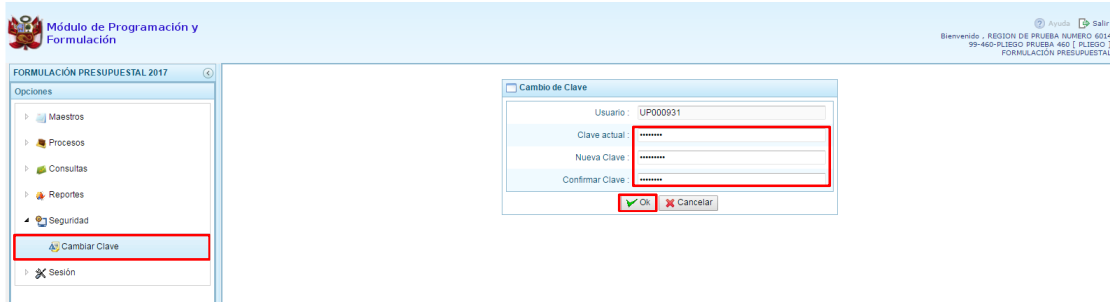 Módulo de Programación y
Formulación
Ayuda Salir
Bienvenido , REGION DE PRUEBA NUMERO 6014
99-460-PLIEGO PRUEBA 460 [ PLIEGO ]
FORMULACIÓN PRESUPUESTAL
FORMULACIÓN PRESUPUESTAL 2017
Opciones
Maestros
Procesos
Consultas
Reportes
Seguridad
Cambiar Clave
Sesión
Cambio de Clave
Usuario : UP000931
Clave actual : ••••••••
Nueva Clave : •••••••••
Confirmar Clave : ••••••••
Ok Cancelar